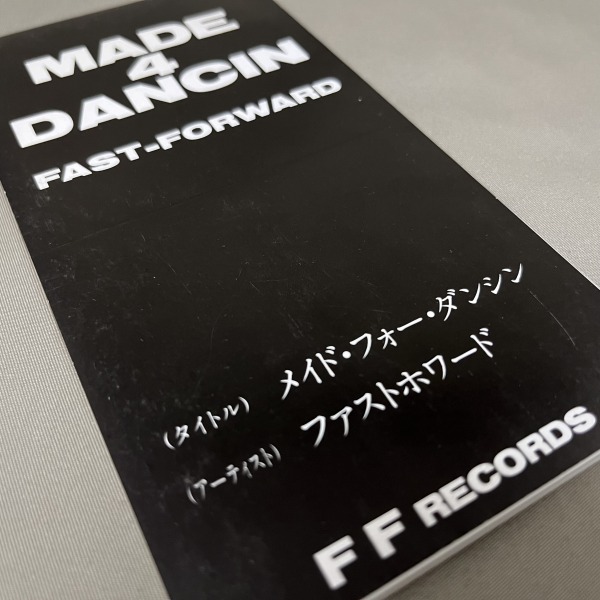 MADE
4
DANCIN
FAST-FORWARD
(タイトル) メイド・フォー・ダンシン
(アーティスト) ファストホワード
F F RECORDS